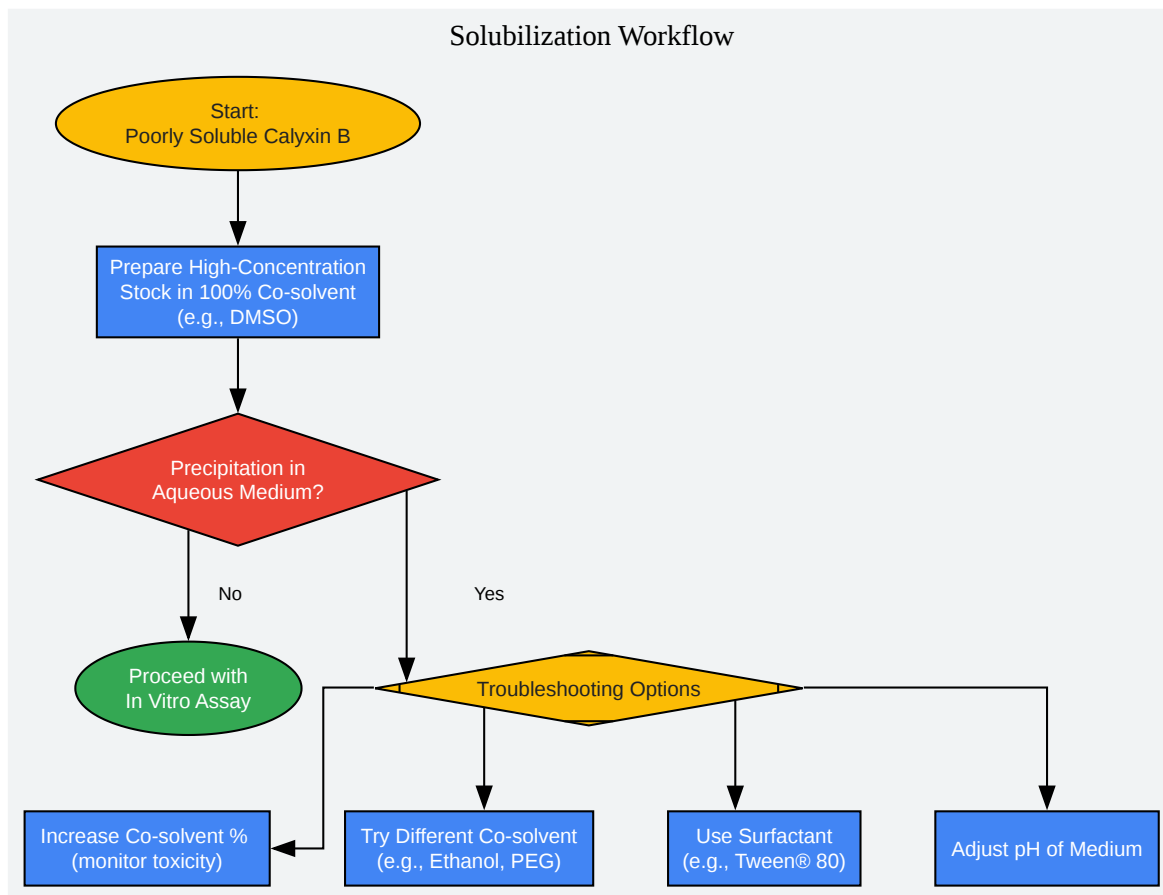 Solubilization Workflow
Start:
Poorly Soluble Calyxin B
Prepare High-Concentration
Stock in 100% Co-solvent
(e.g., DMSO)
Precipitation in
Aqueous Medium?
No
Yes
Proceed with
In Vitro Assay
Troubleshooting Options
Increase Co-solvent %
(monitor toxicity)
Try Different Co-solvent
(e.g., Ethanol, PEG)
Use Surfactant
(e.g., Tween® 80)
Adjust pH of Medium